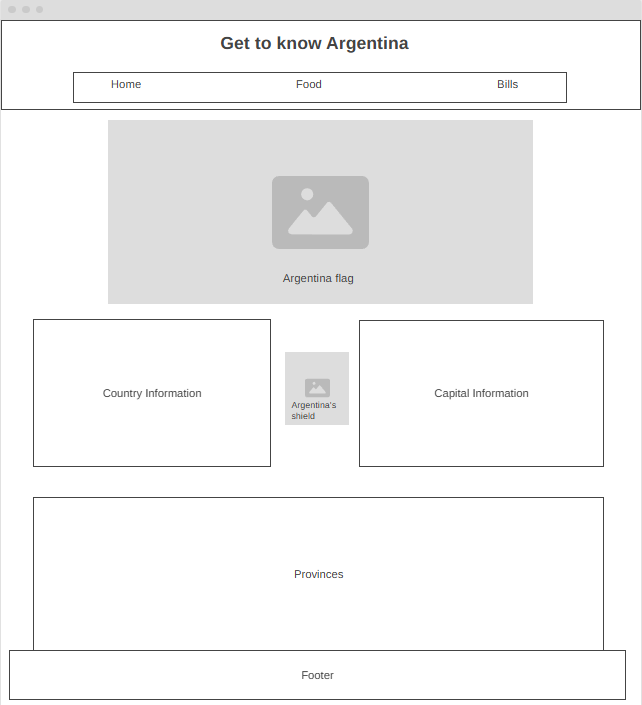 Get to know Argentina
Home Food Bills
Argentina flag
Country Information
Argentina's
shield
Capital Information
Provinces
Footer